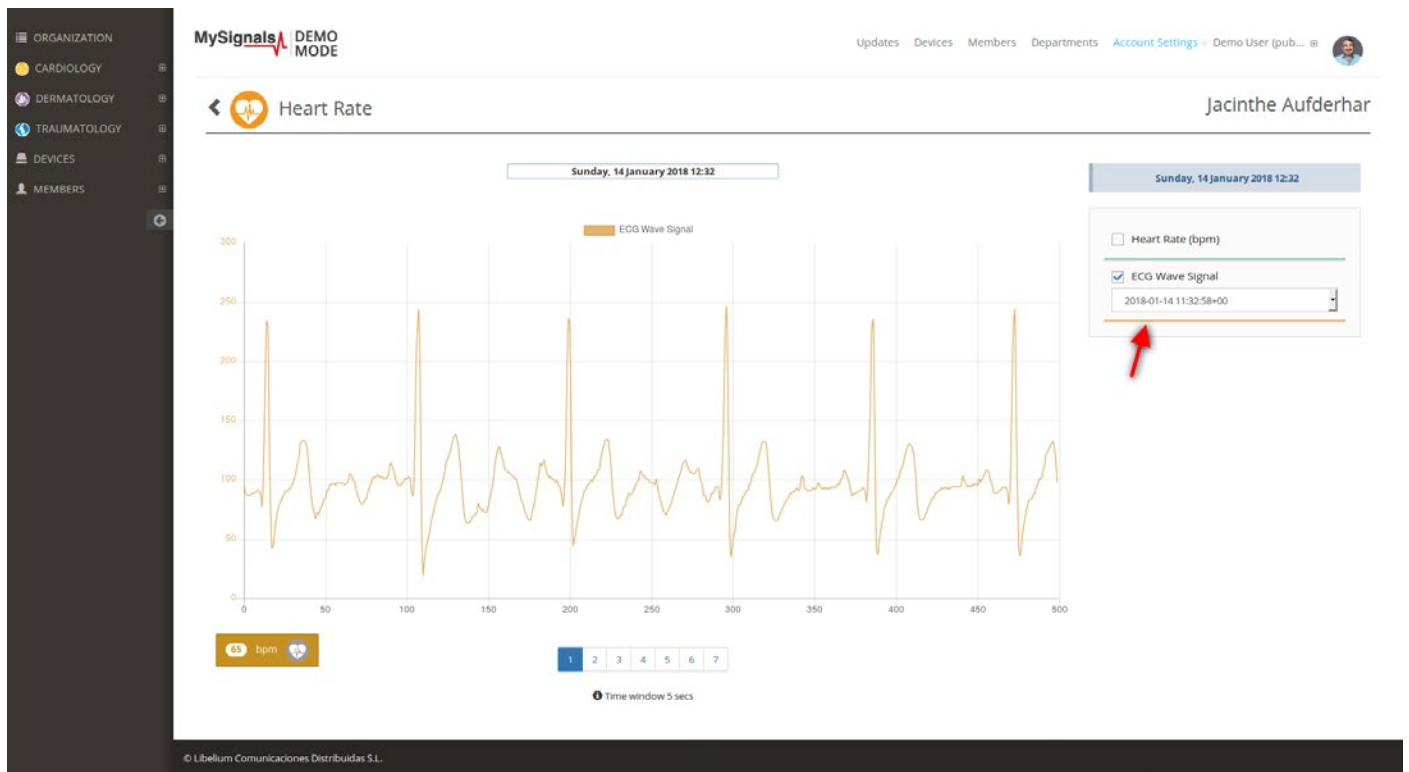 ORGANIZATION
CARDIOLOGY
DERMATOLOGY
TRAUMATOLOGY
DEVICES
MEMBERS
MySignals DEMO MODE
Updates Devices Members Departments Account Settings Demo User (pub...
Heart Rate
Jacinthe Aufderhar
Sunday, 14 January 2018 12:32
ECG Wave Signal
300
250
200
150
100
50
0
0 50 100 150 200 250 300 350 400 450 500
65 bpm
1 2 3 4 5 6 7
Time window 5 secs
Sunday, 14 January 2018 12:32
Heart Rate (bpm)
ECG Wave Signal
2018-01-14 11:32:58+00
© Libelium Comunicaciones Distribuidas S.L.